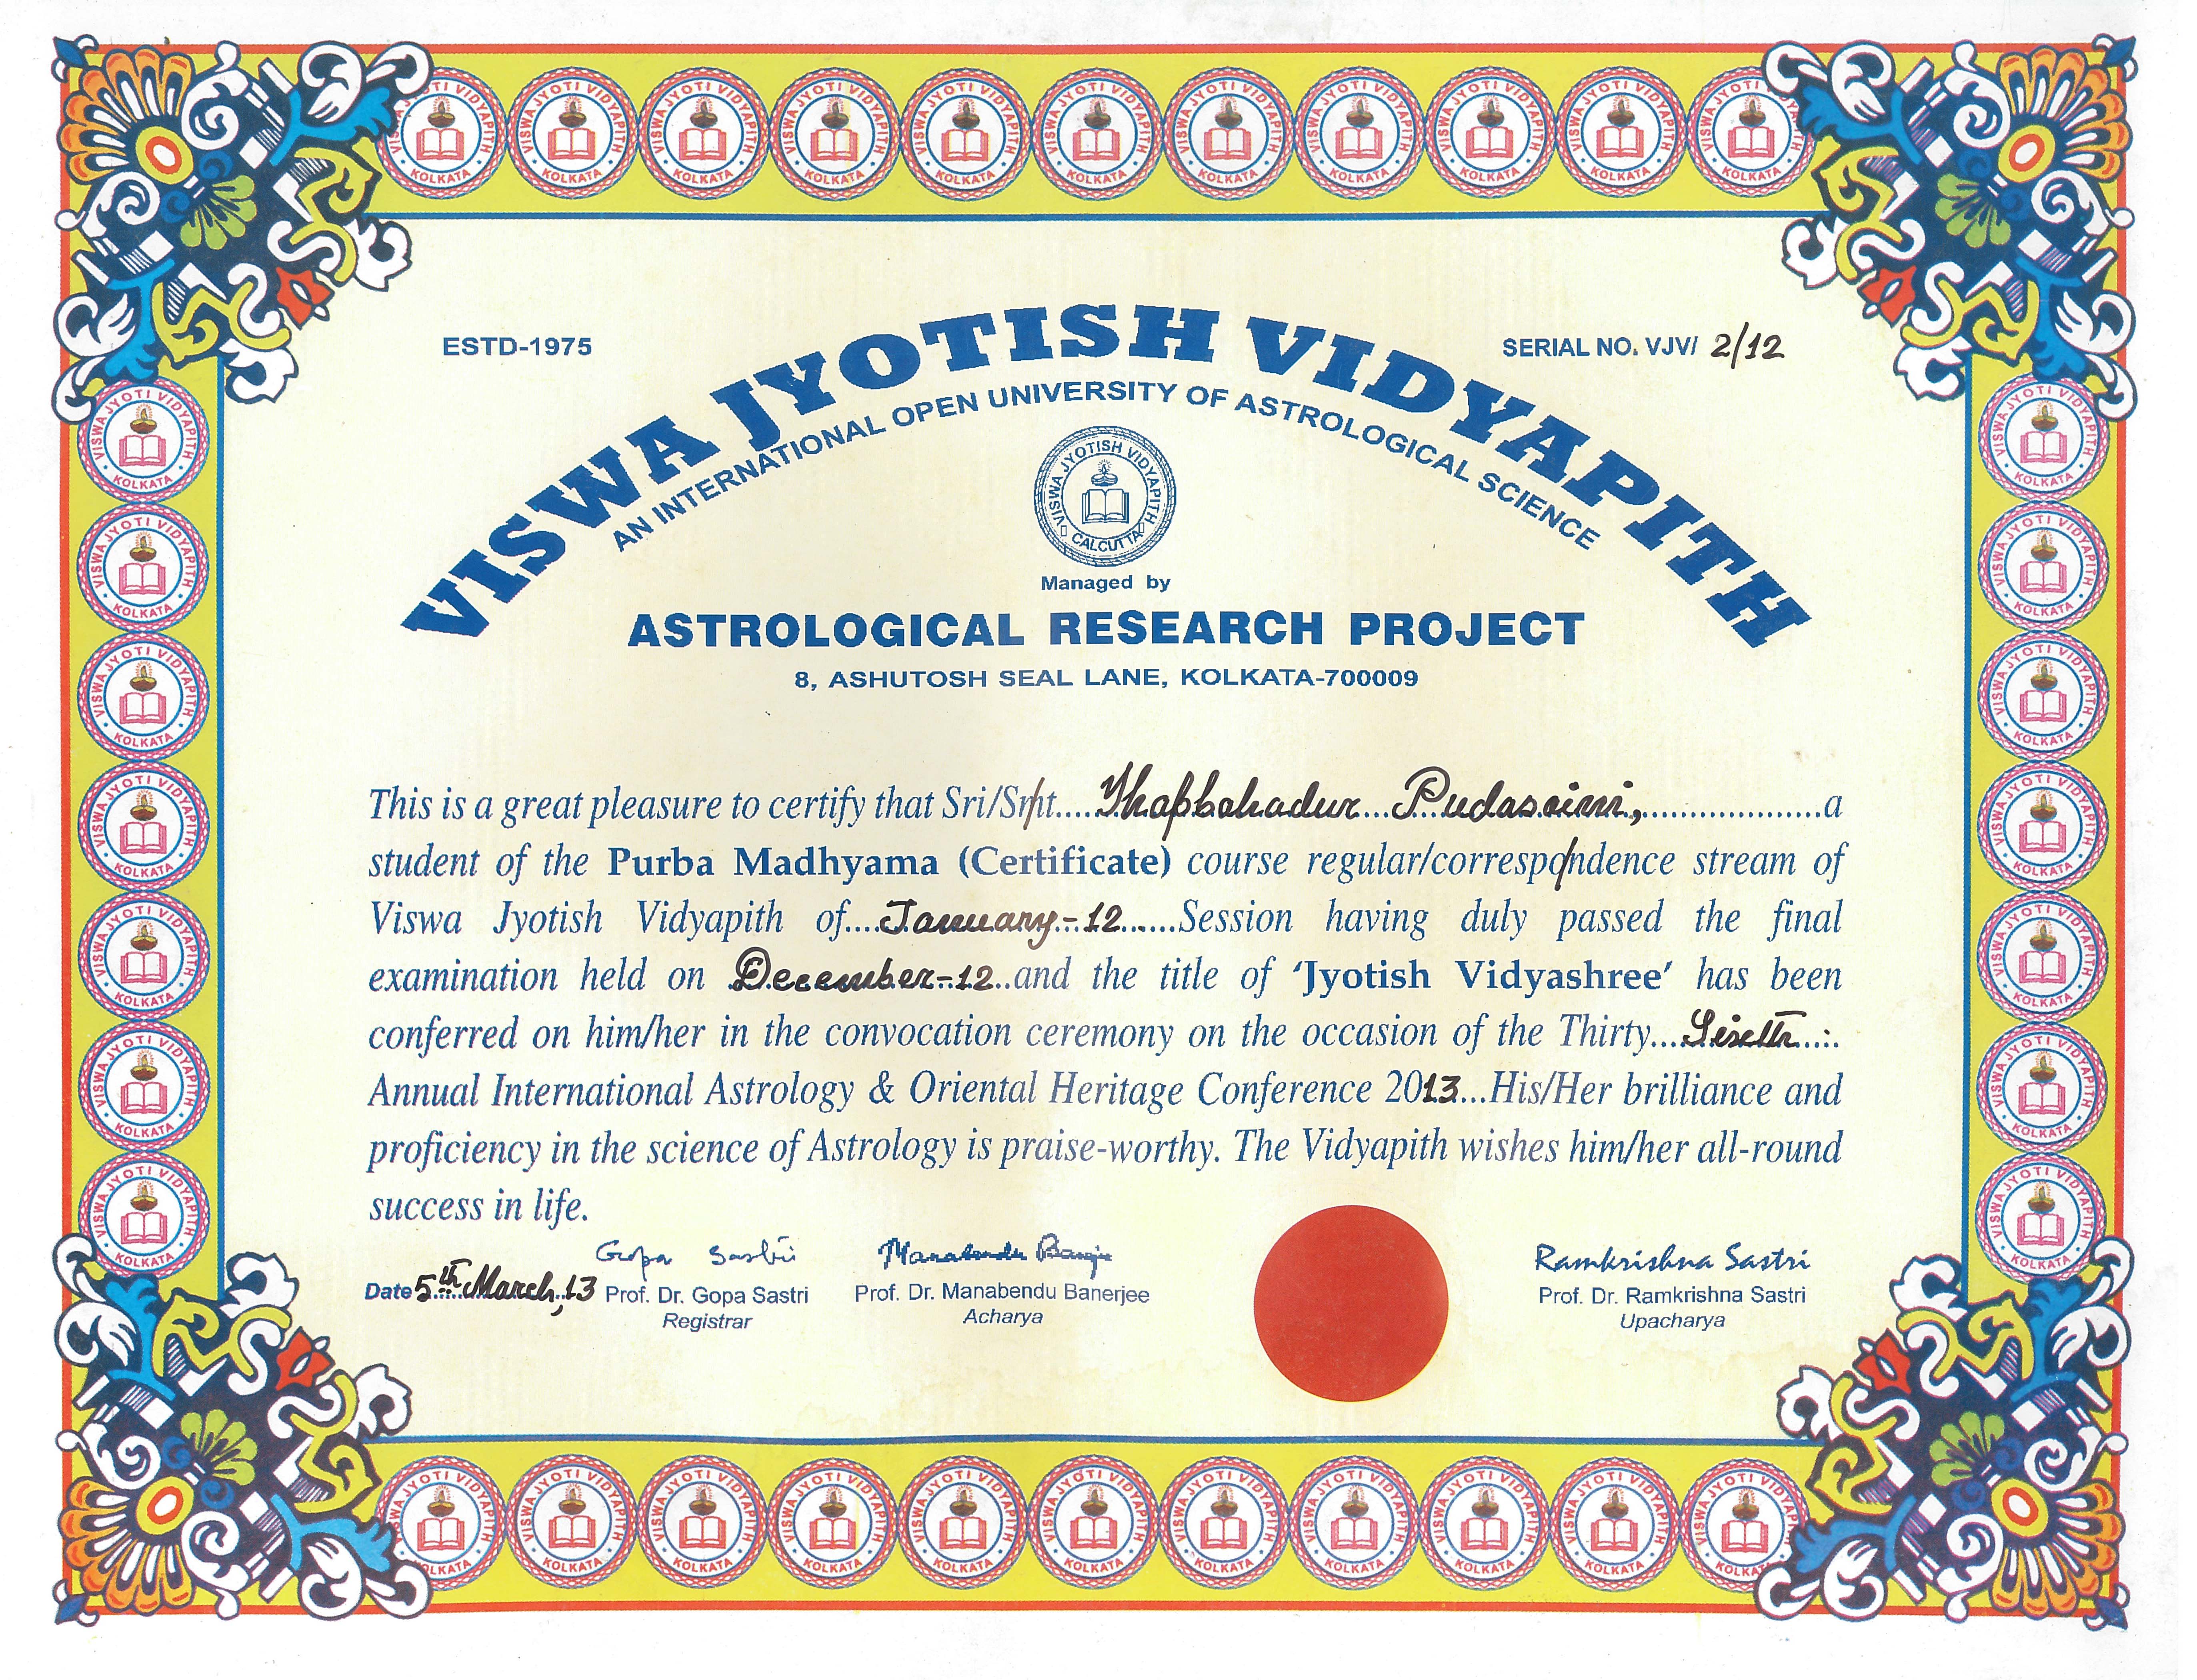 ESTD-1975
SERIAL NO. VJV/ 2/12
VISWA JYOTISH VIDYAPITH
AN INTERNATIONAL OPEN UNIVERSITY OF ASTROLOGICAL SCIENCE
VISWA JYOTISH VIDYAPITH CALCUTTA
Managed by
ASTROLOGICAL RESEARCH PROJECT
8, ASHUTOSH SEAL LANE, KOLKATA-700009
This is a great pleasure to certify that Sri/Smt....Thapbahadur...Pudasaini,....................a
student of the Purba Madhyama (Certificate) course regular/correspondence stream of
Viswa Jyotish Vidyapith of....January-12......Session having duly passed the final
examination held on December-12..and the title of 'Jyotish Vidyashree' has been
conferred on him/her in the convocation ceremony on the occasion of the Thirty.......
Annual International Astrology & Oriental Heritage Conference 2013...His/Her brilliance and
proficiency in the science of Astrology is praise-worthy. The Vidyapith wishes him/her all-round
success in life.
Gopa Sastri Manabendu Banerjee Ramkrishna Sastri
Date 5th March, 13 Prof. Dr. Gopa Sastri Prof. Dr. Manabendu Banerjee Prof. Dr. Ramkrishna Sastri
Registrar Acharya Upacharya
VISWA JYOTI VIDYAPITH
KOLKATA